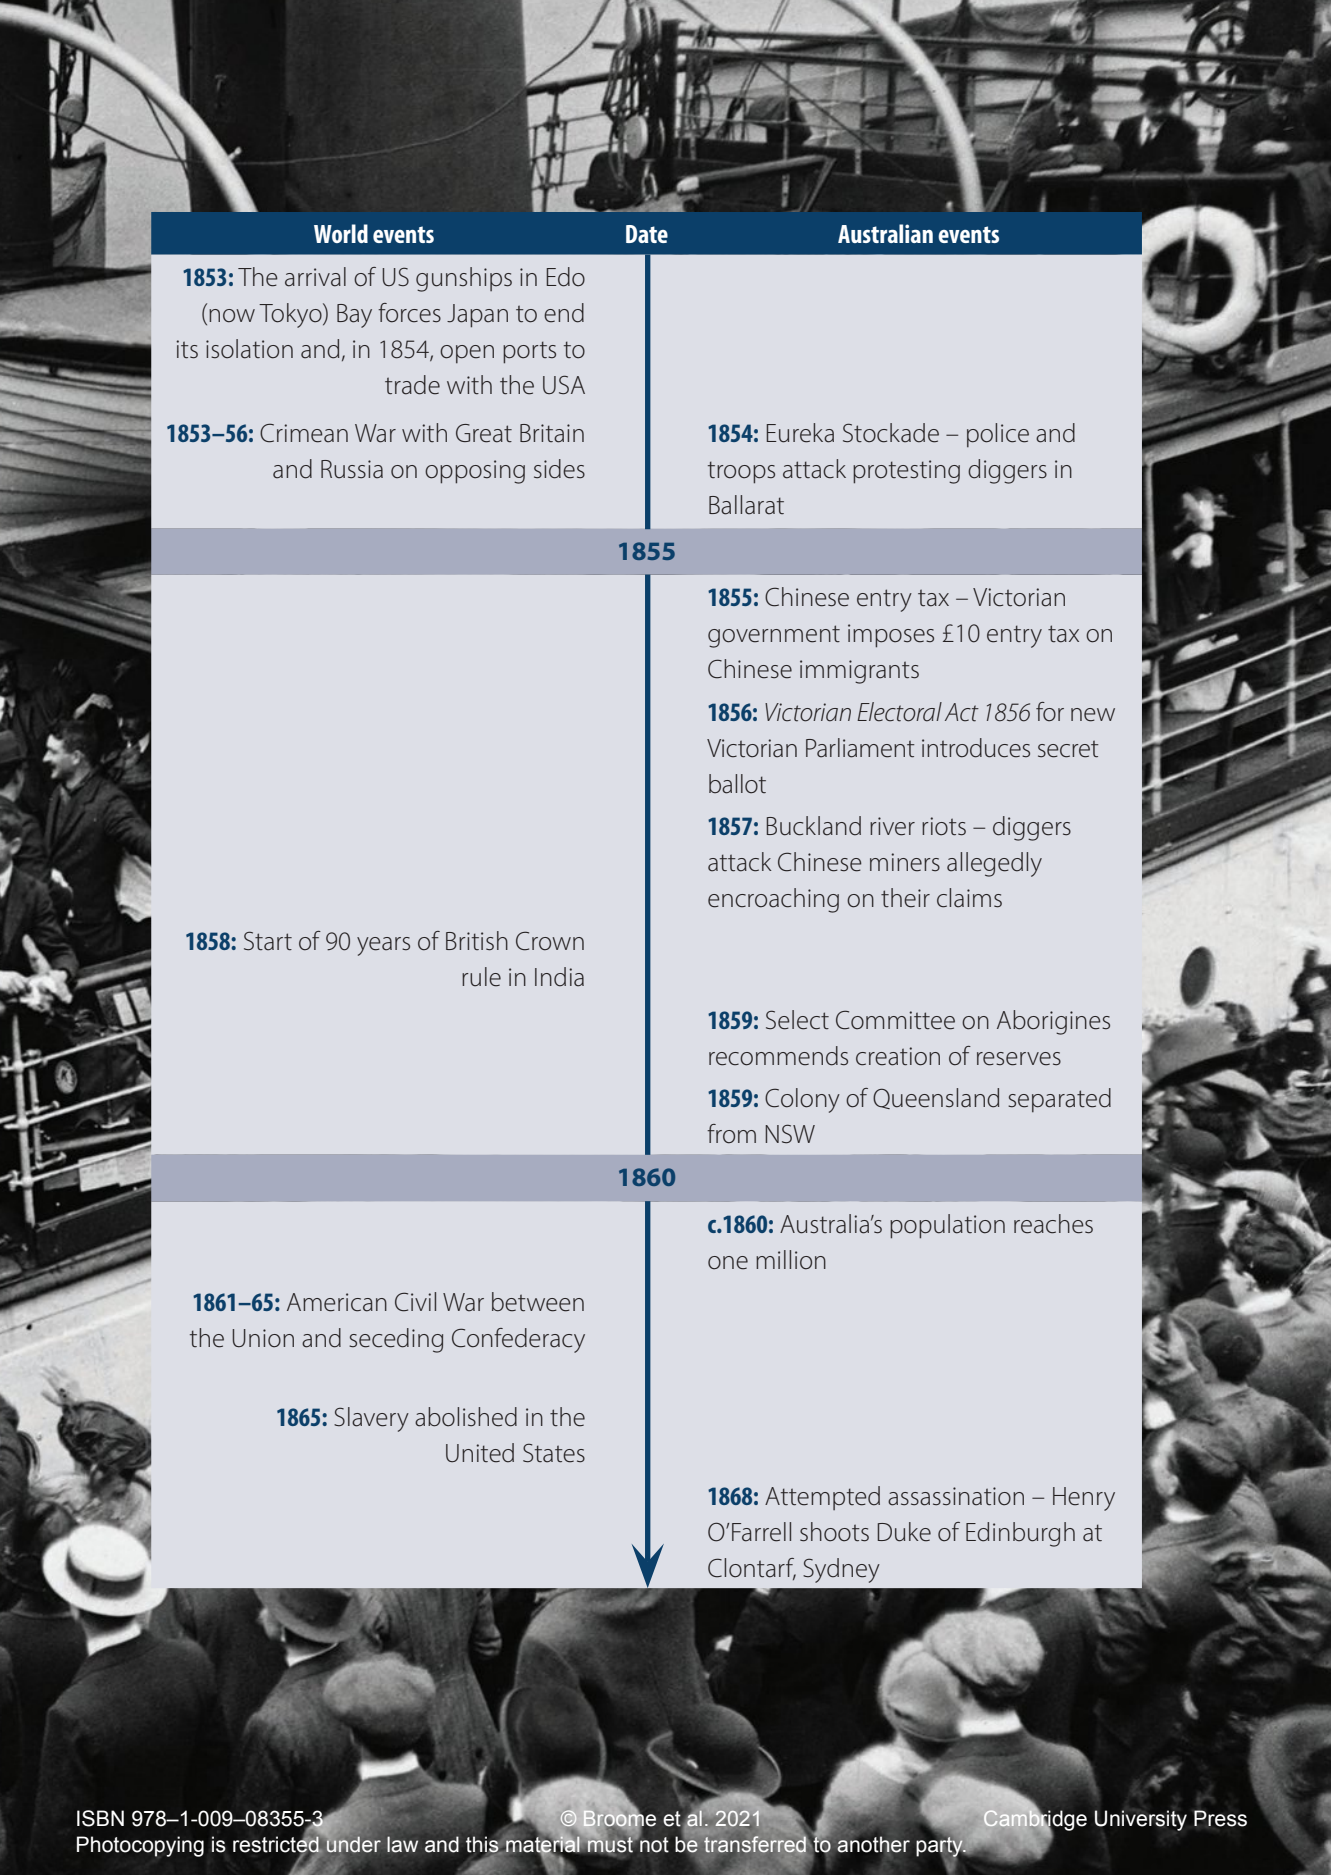 World events Date Australian events
1853: The arrival of US gunships in Edo
(now Tokyo) Bay forces Japan to end
its isolation and, in 1854, open ports to
trade with the USA
1853–56: Crimean War with Great Britain
and Russia on opposing sides
1854: Eureka Stockade – police and
troops attack protesting diggers in
Ballarat
1855
1855: Chinese entry tax – Victorian
government imposes £10 entry tax on
Chinese immigrants
1856: Victorian Electoral Act 1856 for new
Victorian Parliament introduces secret
ballot
1857: Buckland river riots – diggers
attack Chinese miners allegedly
encroaching on their claims
1858: Start of 90 years of British Crown
rule in India
1859: Select Committee on Aborigines
recommends creation of reserves
1859: Colony of Queensland separated
from NSW
1860
c.1860: Australia’s population reaches
one million
1861–65: American Civil War between
the Union and seceding Confederacy
1865: Slavery abolished in the
United States
1868: Attempted assassination – Henry
O’Farrell shoots Duke of Edinburgh at
Clontarf, Sydney
ISBN 978–1-009–08355-3 © Broome et al. 2021 Cambridge University Press
Photocopying is restricted under law and this material must not be transferred to another party.